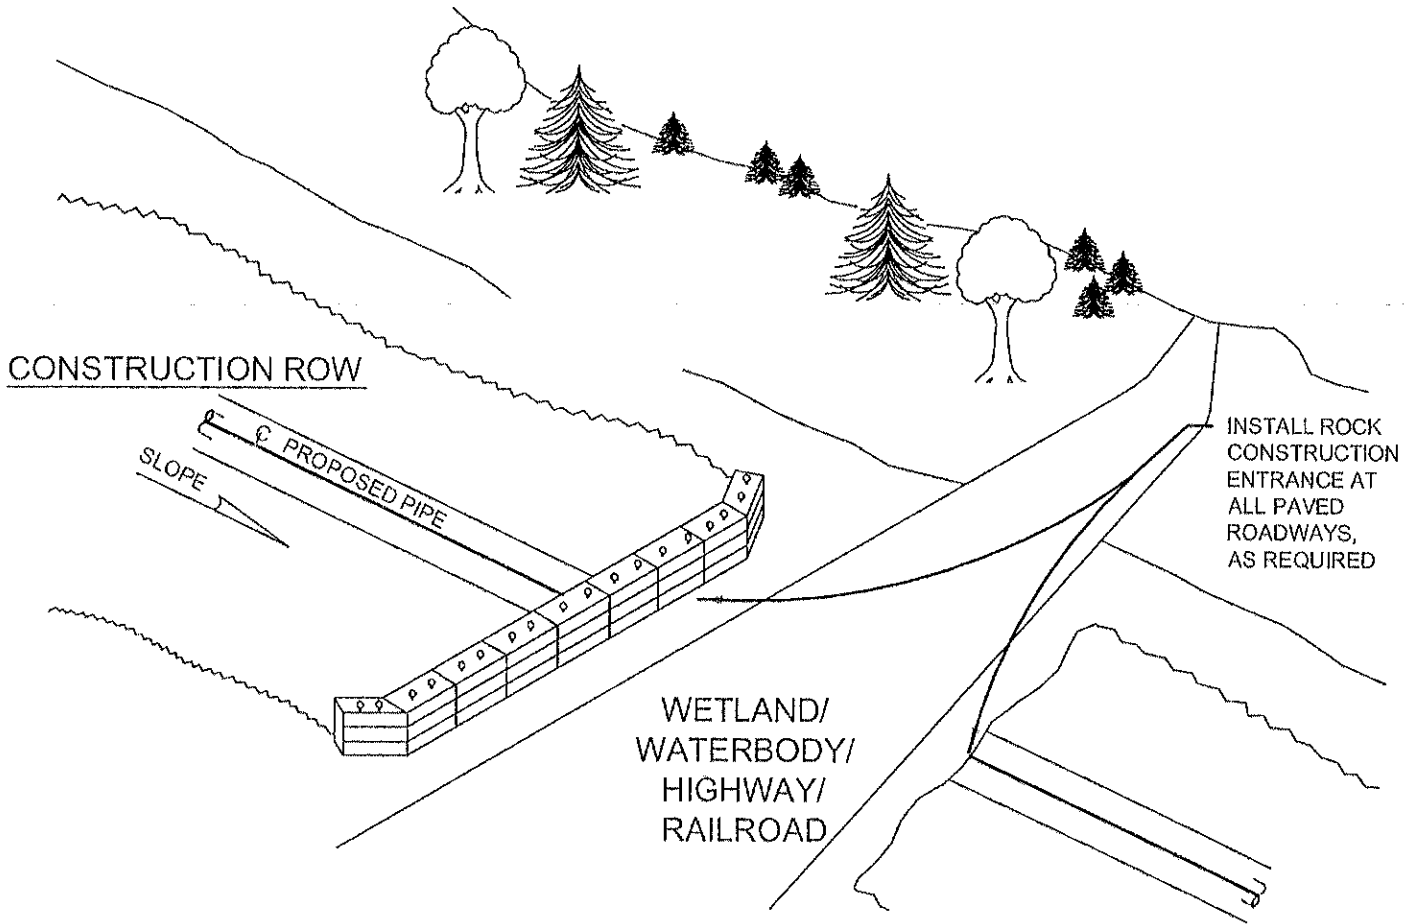 CONSTRUCTION ROW
℄ PROPOSED PIPE
SLOPE
INSTALL ROCK
CONSTRUCTION
ENTRANCE AT
ALL PAVED
ROADWAYS,
AS REQUIRED
WETLAND/
WATERBODY/
HIGHWAY/
RAILROAD